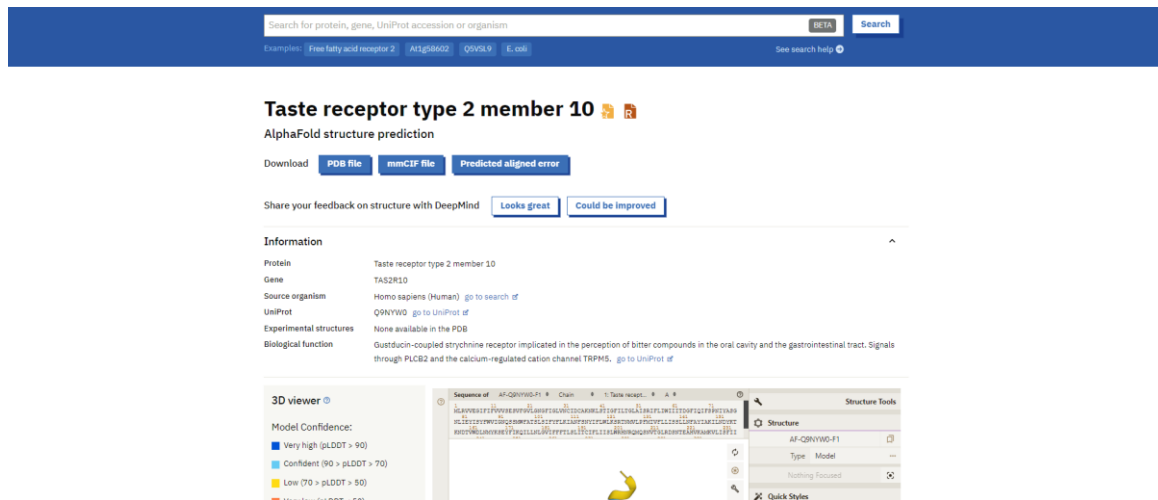 Search for protein, gene, UniProt accession or organism BETA Search
Examples: Free fatty acid receptor 2 At1g58602 Q5VSL9 E. coli See search help
Taste receptor type 2 member 10
AlphaFold structure prediction
Download PDB file mmCIF file Predicted aligned error
Share your feedback on structure with DeepMind Looks great Could be improved
Information
Protein Taste receptor type 2 member 10
Gene TAS2R10
Source organism Homo sapiens (Human) go to search
UniProt Q9NYW0 go to UniProt
Experimental structures None available in the PDB
Biological function Gustducin-coupled strychnine receptor implicated in the perception of bitter compounds in the oral cavity and the gastrointestinal tract. Signals
through PLCB2 and the calcium-regulated cation channel TRPM5. go to UniProt
3D viewer
Sequence of AF-Q9NYW0-F1 Chain 1: Taste recept... A
Structure Tools
Model Confidence:
Structure
Very high (pLDDT > 90)
AF-Q9NYW0-F1
Confident (90 > pLDDT > 70)
Type Model
Nothing Focused
Low (70 > pLDDT > 50)
Quick Styles